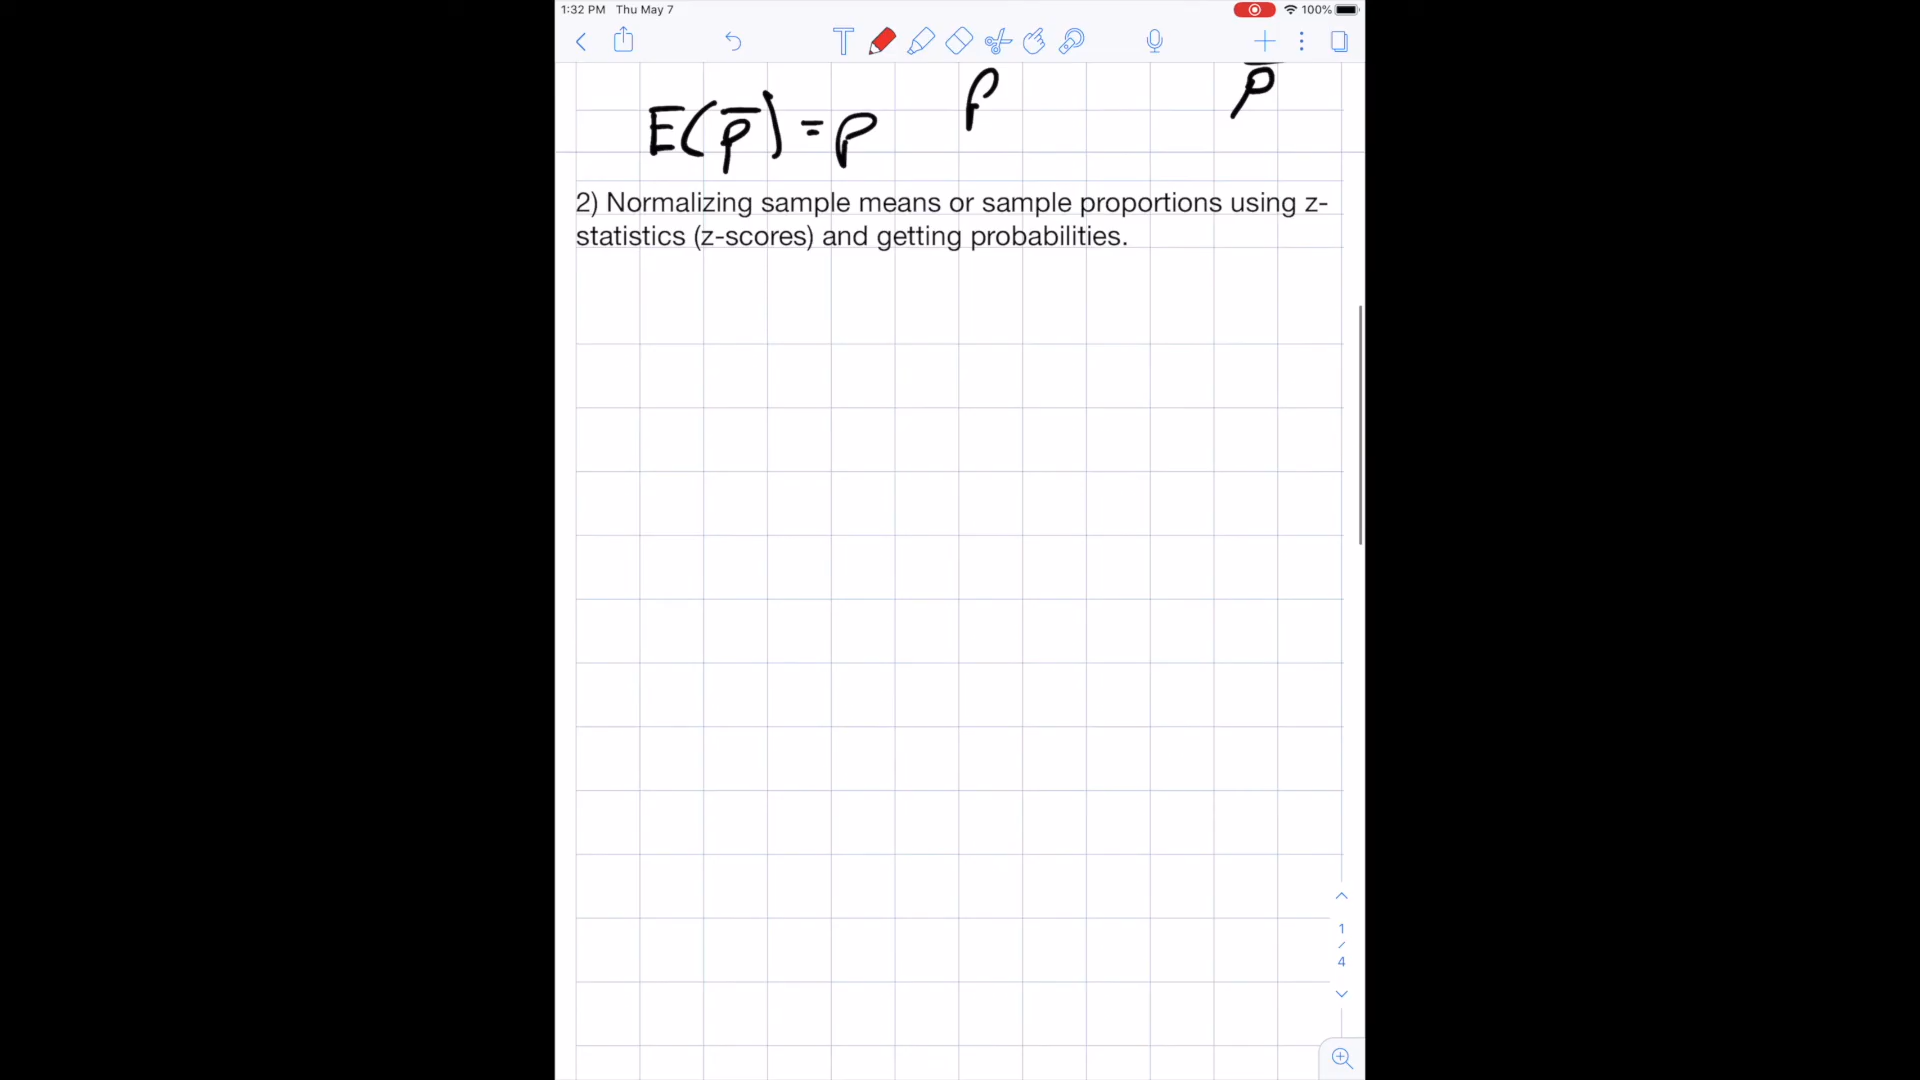 1:32 PM Thu May 7 100%
T
p̄
E(p̄) = p
2) Normalizing sample means or sample proportions using z-
statistics (z-scores) and getting probabilities.
1
/
4